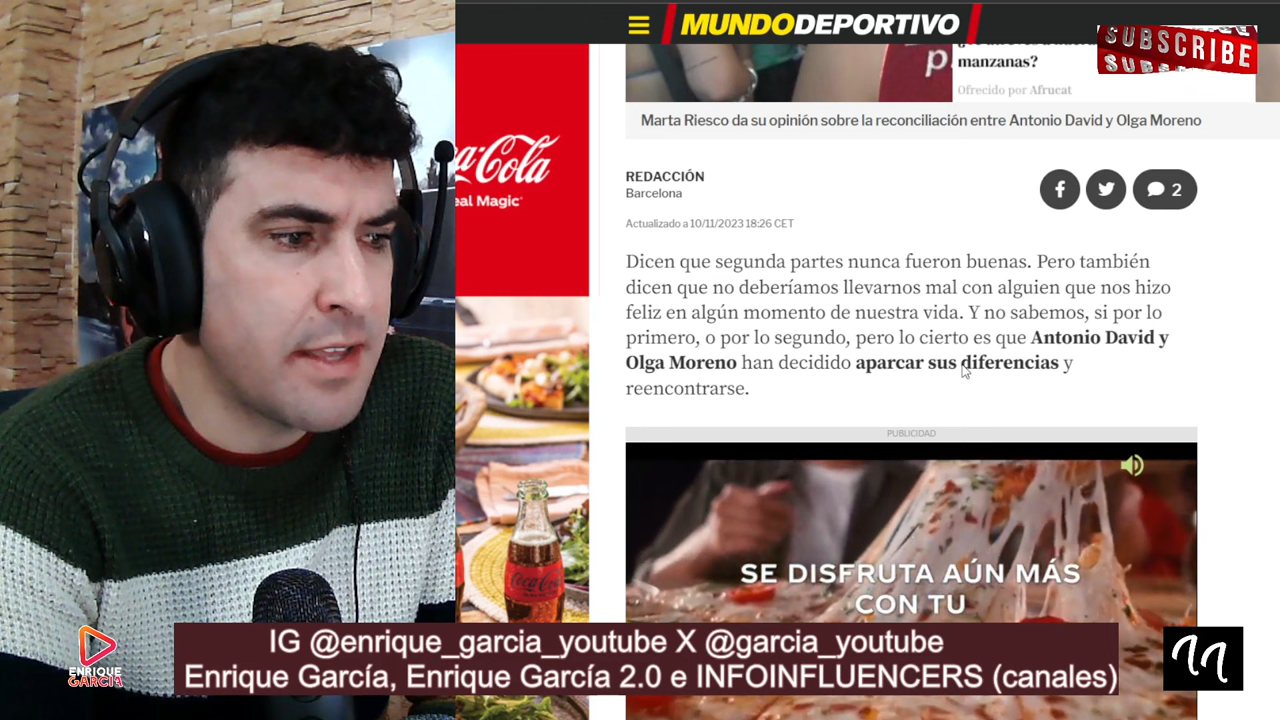 MUNDODEPORTIVO
SUBSCRIBE
manzanas?
Ofrecido por Afrucat
Marta Riesco da su opinión sobre la reconciliación entre Antonio David y Olga Moreno
REDACCIÓN
Barcelona
2
Actualizado a 10/11/2023 18:26 CET
Dicen que segunda partes nunca fueron buenas. Pero también
dicen que no deberíamos llevarnos mal con alguien que nos hizo
feliz en algún momento de nuestra vida. Y no sabemos, si por lo
primero, o por lo segundo, pero lo cierto es que Antonio David y
Olga Moreno han decidido aparcar sus diferencias y
reencontrarse.
PUBLICIDAD
SE DISFRUTA AÚN MÁS
CON TU
a-Cola
eal Magic
Coca-Cola
IG @enrique_garcia_youtube X @garcia_youtube
Enrique García, Enrique García 2.0 e INFOINFLUENCERS (canales)
ENRIQUE
GARCÍA